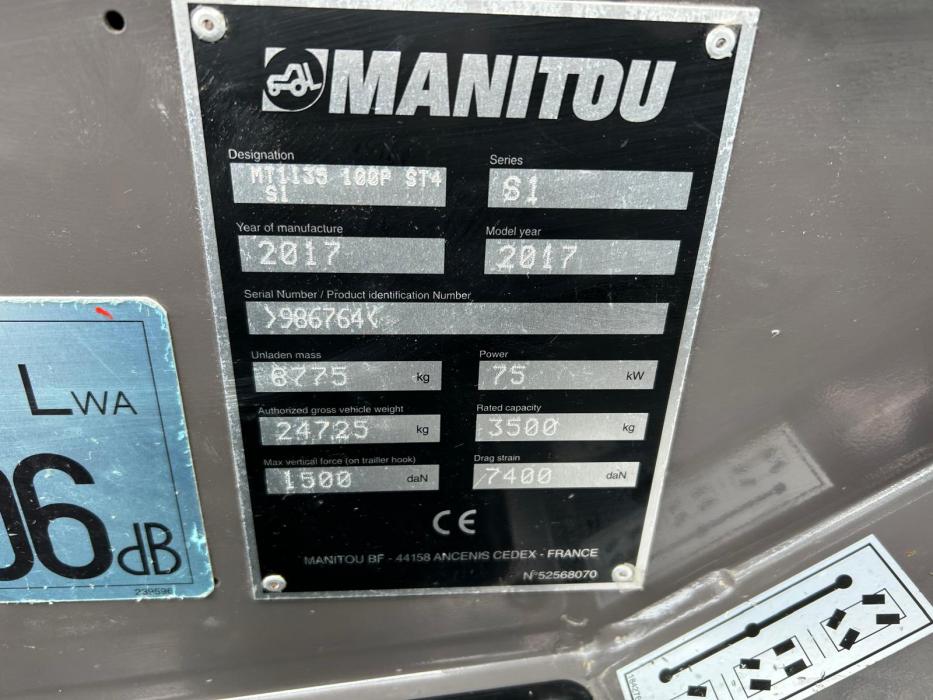 MANITOU
Designation
MT1135 100P ST4
S1
Series
S1
Year of manufacture
2017
Model year
2017
Serial Number / Product identification Number
>986764<
Unladen mass
8775 kg
Power
75 kW
Authorized gross vehicle weight
24725 kg
Rated capacity
3500 kg
Max vertical force (on trailler hook)
1500 daN
Drag strain
7400 daN
CE
MANITOU BF - 44158 ANCENIS CEDEX - FRANCE
N°52568070
LWA
06 dB
239596